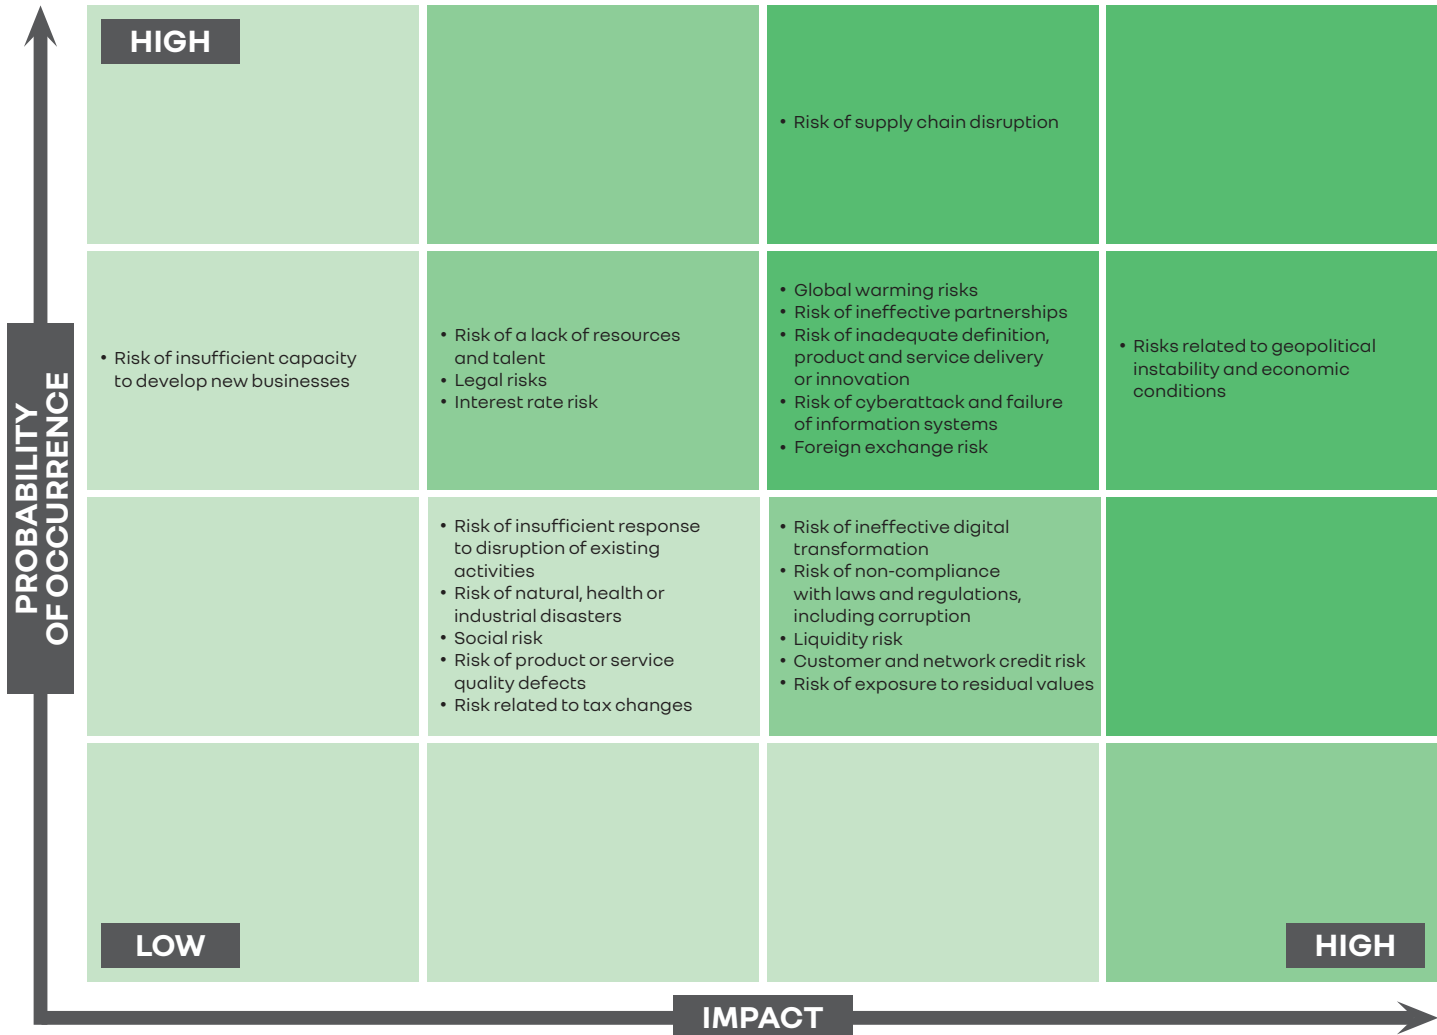 HIGH
• Risk of supply chain disruption
• Risk of insufficient capacity
to develop new businesses
• Risk of a lack of resources
and talent
• Legal risks
• Interest rate risk
• Global warming risks
• Risk of ineffective partnerships
• Risk of inadequate definition,
product and service delivery
or innovation
• Risk of cyberattack and failure
of information systems
• Foreign exchange risk
• Risks related to geopolitical
instability and economic
conditions
PROBABILITY
OF OCCURRENCE
• Risk of insufficient response
to disruption of existing
activities
• Risk of natural, health or
industrial disasters
• Social risk
• Risk of product or service
quality defects
• Risk related to tax changes
• Risk of ineffective digital
transformation
• Risk of non-compliance
with laws and regulations,
including corruption
• Liquidity risk
• Customer and network credit risk
• Risk of exposure to residual values
LOW
HIGH
IMPACT